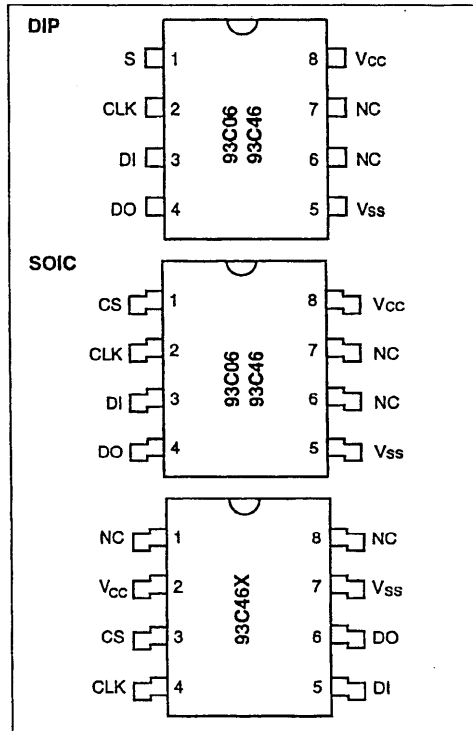 DIP
S 1 8 VCC
CLK 2 7 NC
DI 3 6 NC
DO 4 5 VSS
93C06
93C46
SOIC
CS 1 8 VCC
CLK 2 7 NC
DI 3 6 NC
DO 4 5 VSS
93C06
93C46
NC 1 8 NC
VCC 2 7 VSS
CS 3 6 DO
CLK 4 5 DI
93C46X